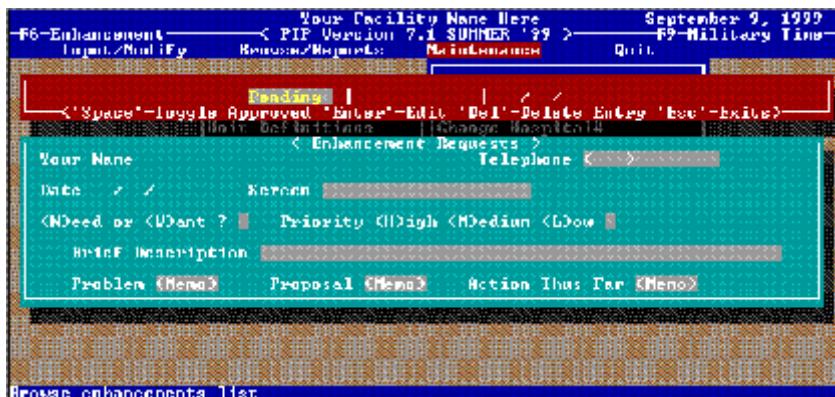 Your Facility Name Here September 9, 1999
F6-Enhancement < PIP Version 7.1 SUMMER '99 > F9-Military Time
Input/Modify Browse/Reports Maintenance Quit
Pending: / /
<'Space'-Toggle Approved 'Enter'-Edit 'Del'-Delete Entry 'Esc'-Exits>
Unit Definitions Change Hospital#
< Enhancement Requests >
Your Name Telephone ( )
Date / / Screen
(N)eed or (W)ant ? Priority (H)igh (M)edium (L)ow
Brief Description
Problem (Memo) Proposal (Memo) Action Thus Far (Memo)
Browse enhancements list